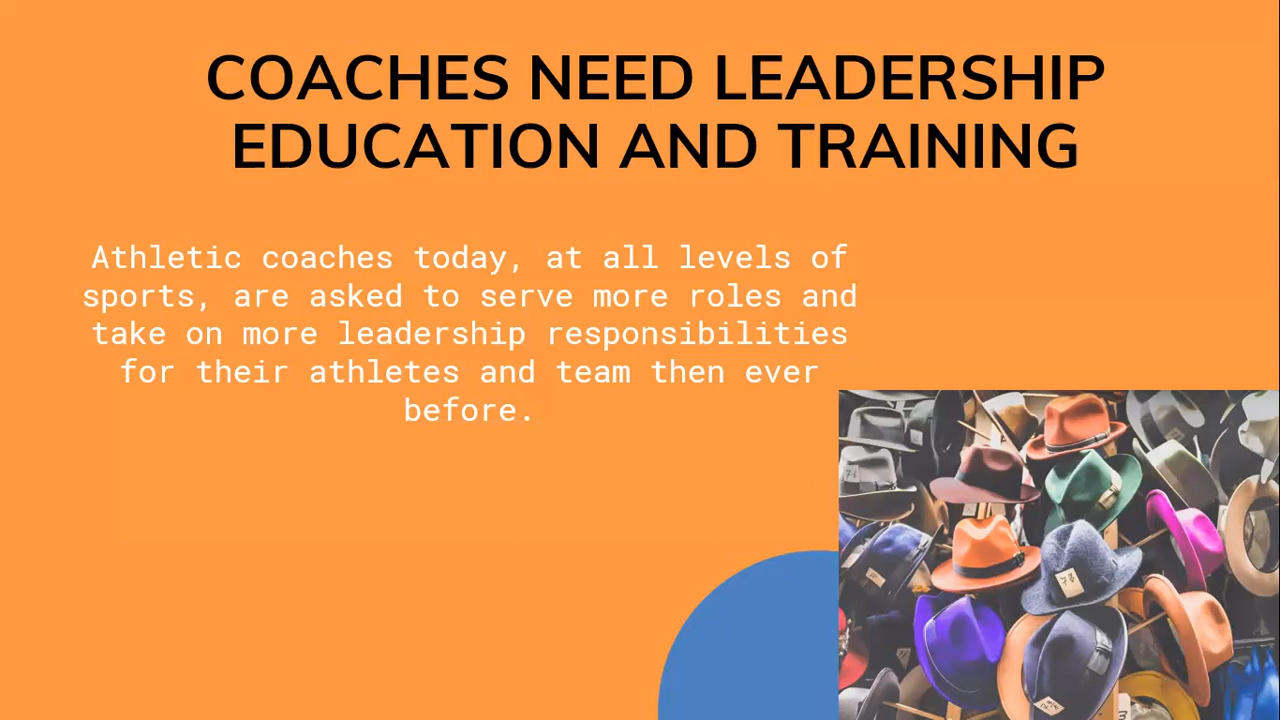 COACHES NEED LEADERSHIP
EDUCATION AND TRAINING
Athletic coaches today, at all levels of
sports, are asked to serve more roles and
take on more leadership responsibilities
for their athletes and team then ever
before.